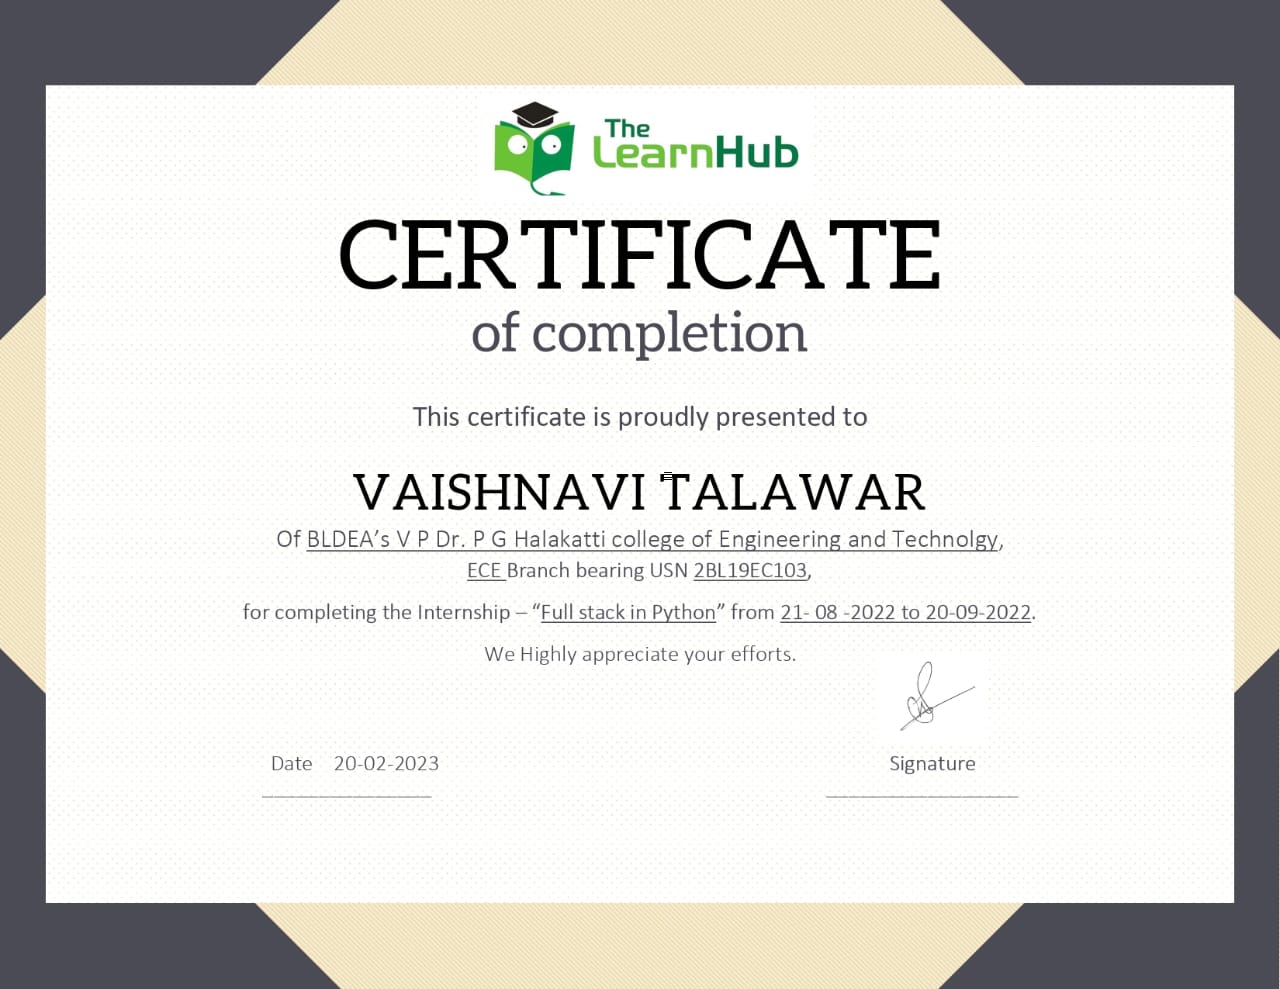 The
LearnHub
CERTIFICATE
of completion
This certificate is proudly presented to
VAISHNAVI TALAWAR
Of BLDEA’s V P Dr. P G Halakatti college of Engineering and Technolgy,
ECE Branch bearing USN 2BL19EC103,
for completing the Internship – “Full stack in Python” from 21- 08 -2022 to 20-09-2022.
We Highly appreciate your efforts.
Date 20-02-2023
Signature